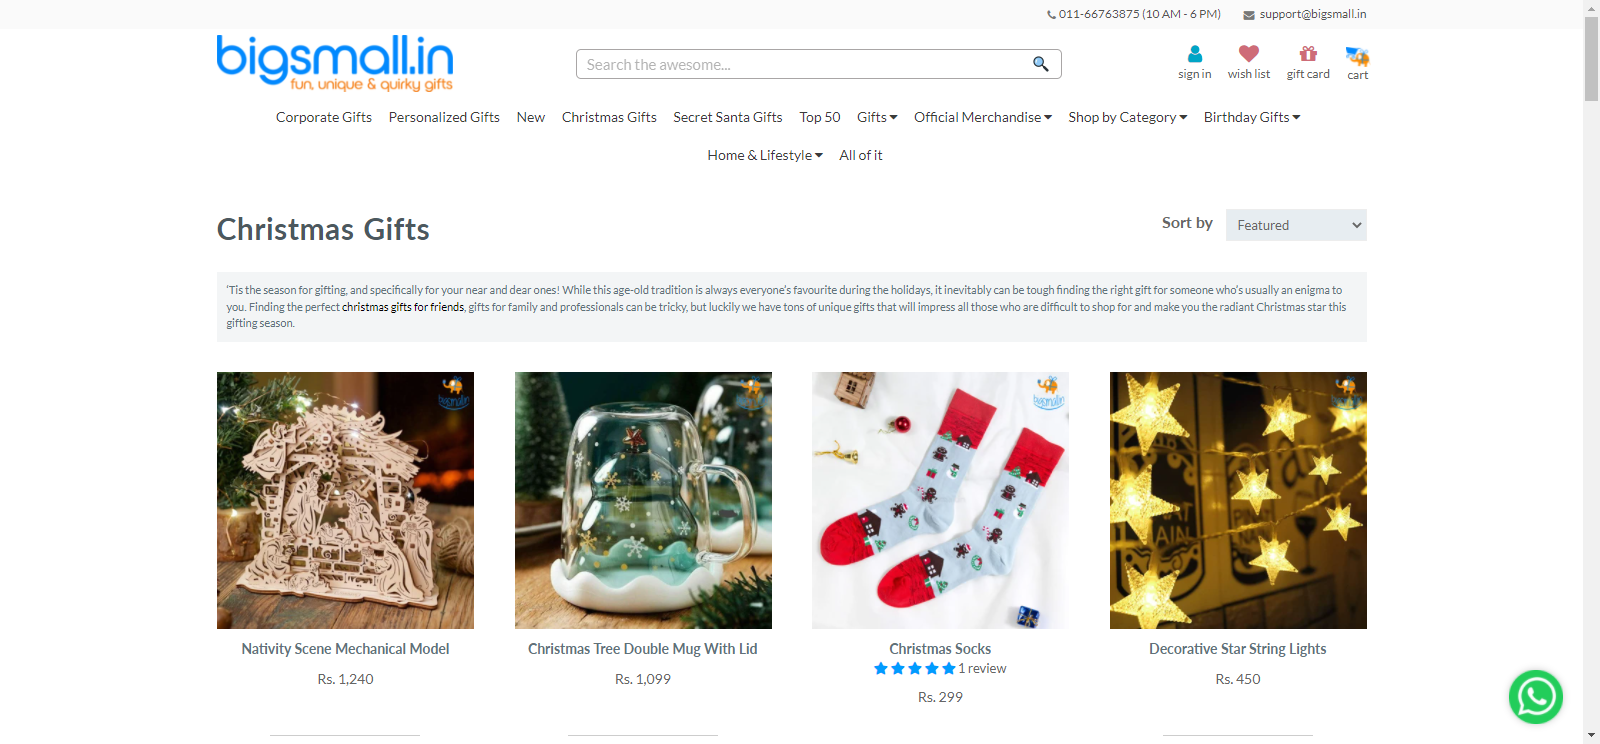 011-66763875 (10 AM - 6 PM) support@bigsmall.in
bigsmall.in
fun, unique & quirky gifts
Search the awesome...
sign in wish list gift card cart
Corporate Gifts Personalized Gifts New Christmas Gifts Secret Santa Gifts Top 50 Gifts Official Merchandise Shop by Category Birthday Gifts
Home & Lifestyle All of it
Christmas Gifts
Sort by Featured
'Tis the season for gifting, and specifically for your near and dear ones! While this age-old tradition is always everyone's favourite during the holidays, it inevitably can be tough finding the right gift for someone who's usually an enigma to
you. Finding the perfect christmas gifts for friends, gifts for family and professionals can be tricky, but luckily we have tons of unique gifts that will impress all those who are difficult to shop for and make you the radiant Christmas star this
gifting season.
bigsmall.in bigsmall.in bigsmall.in bigsmall.in
Nativity Scene Mechanical Model Christmas Tree Double Mug With Lid Christmas Socks Decorative Star String Lights
1 review
Rs. 1,240 Rs. 1,099 Rs. 299 Rs. 450